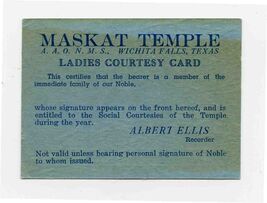 MASKAT TEMPLE
A. A. O. N. M. S., WICHITA FALLS, TEXAS
LADIES COURTESY CARD
This certifies that the bearer is a member of the
immediate family of our Noble,
whose signature appears on the front hereof, and is
entitled to the Social Courtesies of the Temple
during the year.
ALBERT ELLIS
Recorder
Not valid unless bearing personal signature of Noble
to whom issued.